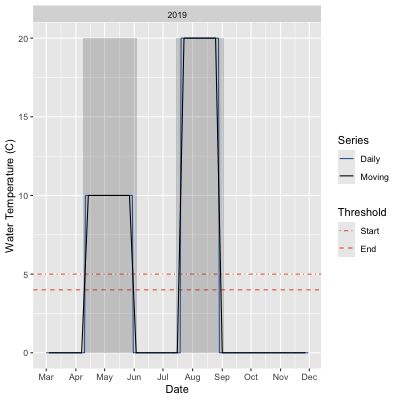 2019
20
15
10
5
0
Water Temperature (C)
Mar Apr May Jun Jul Aug Sep Oct Nov Dec
Date
Series
Daily
Moving
Threshold
Start
End